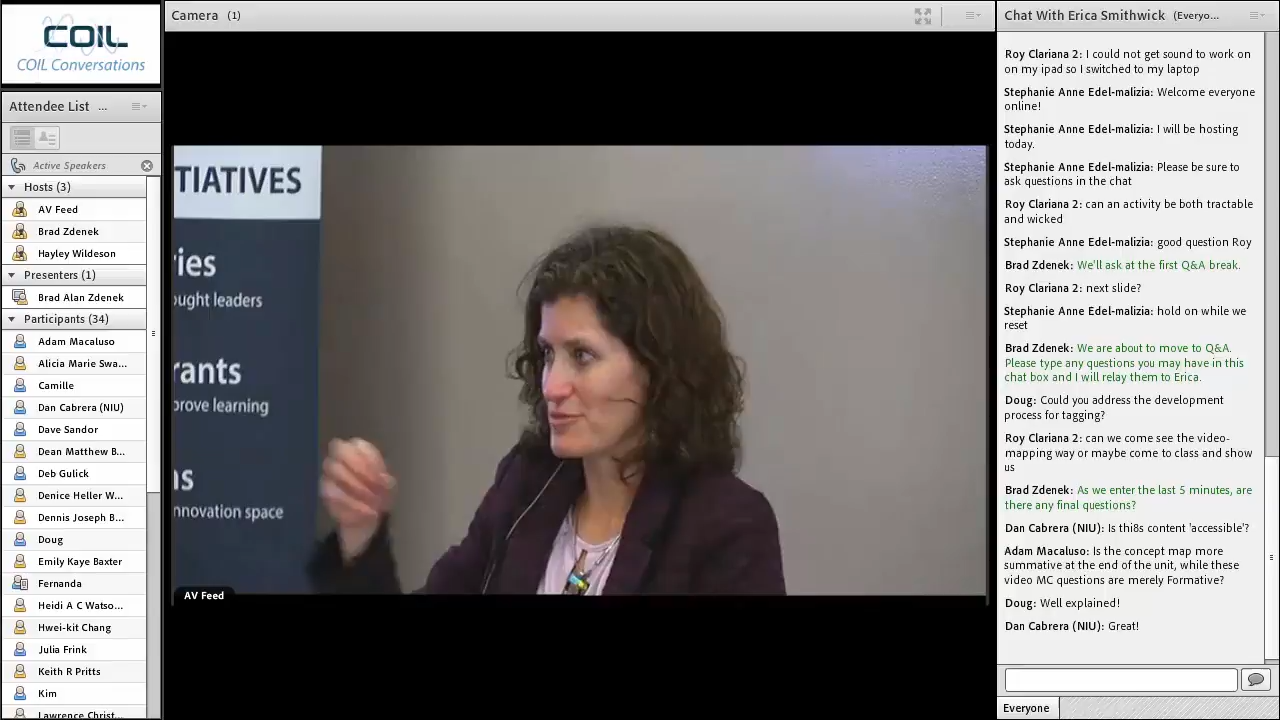 COIL
COIL Conversations
Attendee List ...
Active Speakers
Hosts (3)
AV Feed
Brad Zdenek
Hayley Wildeson
Presenters (1)
Brad Alan Zdenek
Participants (34)
Adam Macaluso
Alicia Marie Swa...
Camille
Dan Cabrera (NIU)
Dave Sandor
Dean Matthew B...
Deb Gulick
Denice Heller W...
Dennis Joseph B...
Doug
Emily Kaye Baxter
Fernanda
Heidi A C Watso...
Hwei-kit Chang
Julia Frink
Keith R Pritts
Kim
Lawrence Christ...
Camera (1)
TIATIVES
ries
ought leaders
rants
prove learning
ns
nnovation space
AV Feed
Chat With Erica Smithwick (Everyo...
Roy Clariana 2: I could not get sound to work on
on my ipad so I switched to my laptop
Stephanie Anne Edel-malizia: Welcome everyone
online!
Stephanie Anne Edel-malizia: I will be hosting
today.
Stephanie Anne Edel-malizia: Please be sure to
ask questions in the chat
Roy Clariana 2: can an activity be both tractable
and wicked
Stephanie Anne Edel-malizia: good question Roy
Brad Zdenek: We'll ask at the first Q&A break.
Roy Clariana 2: next slide?
Stephanie Anne Edel-malizia: hold on while we
reset
Brad Zdenek: We are about to move to Q&A.
Please type any questions you may have in this
chat box and I will relay them to Erica.
Doug: Could you address the development
process for tagging?
Roy Clariana 2: can we come see the video-
mapping way or maybe come to class and show
us
Brad Zdenek: As we enter the last 5 minutes, are
there any final questions?
Dan Cabrera (NIU): Is thi8s content 'accessible'?
Adam Macaluso: Is the concept map more
summative at the end of the unit, while these
video MC questions are merely Formative?
Doug: Well explained!
Dan Cabrera (NIU): Great!
Everyone